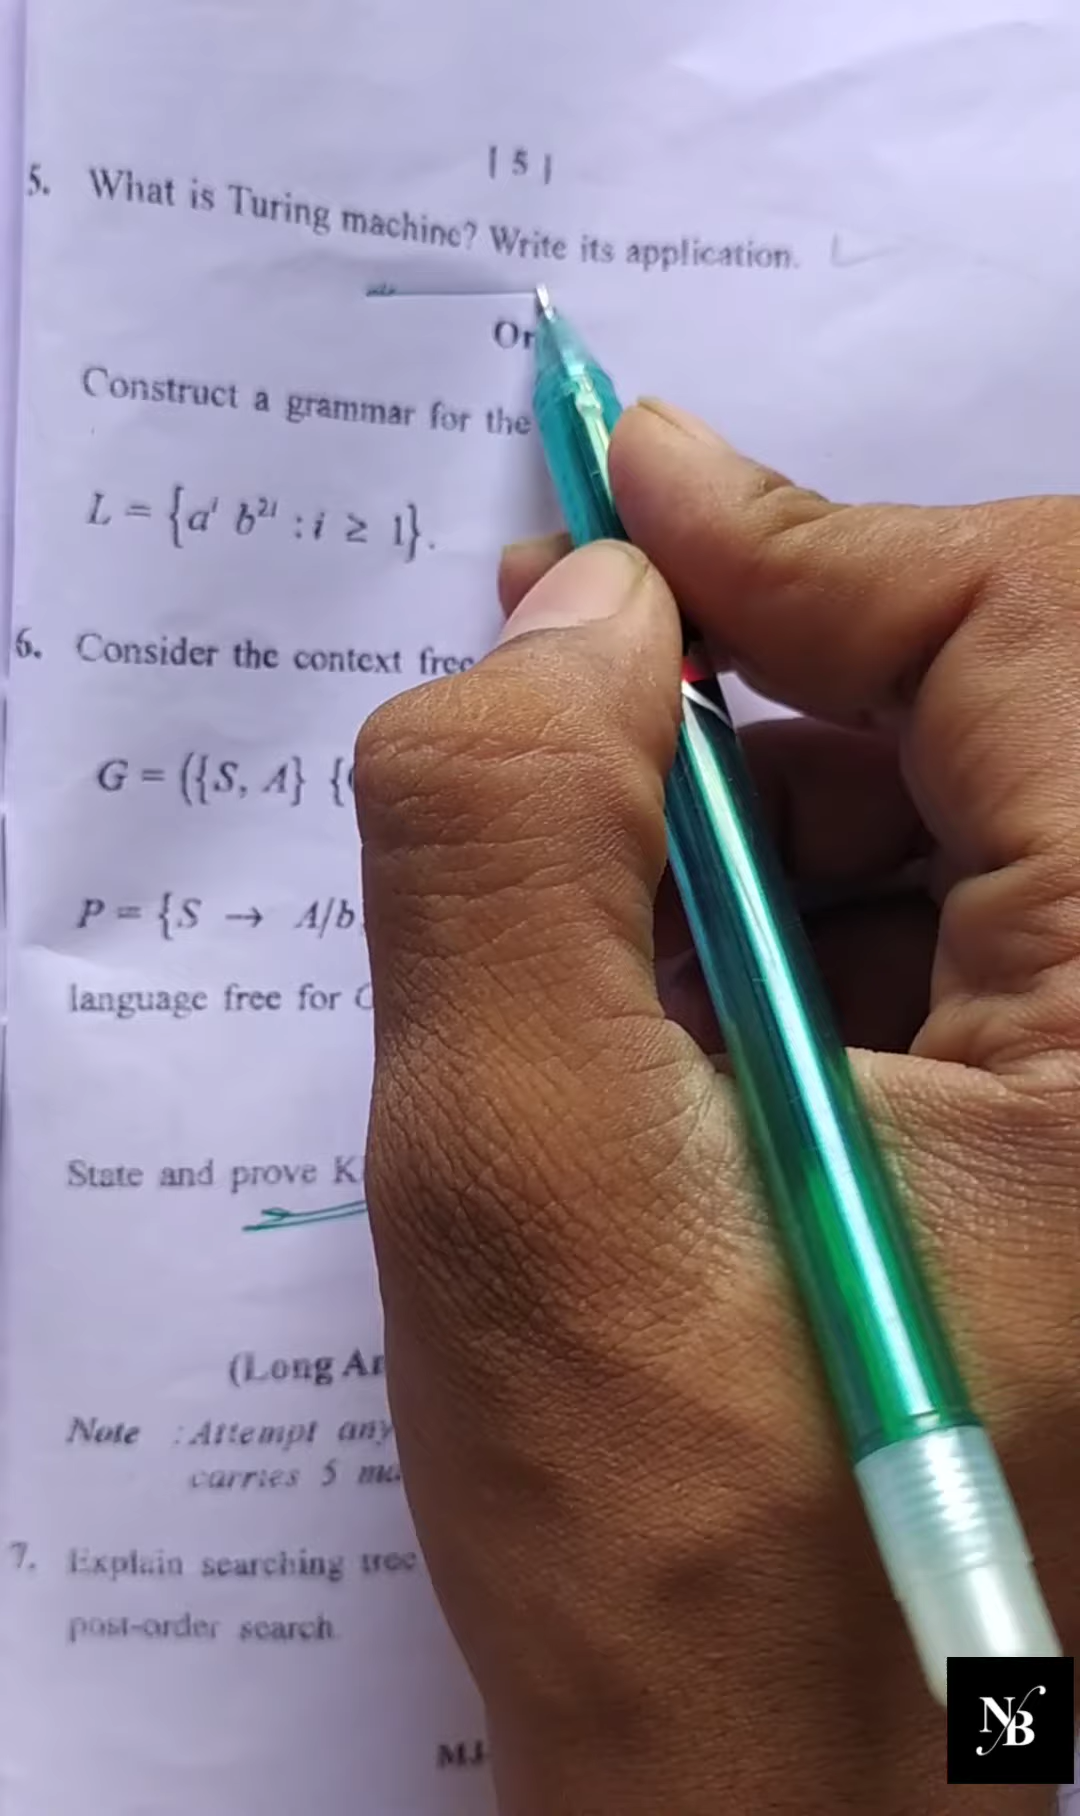 [ 5 ]
5. What is Turing machine? Write its application.
Or
Construct a grammar for the
L = {aⁱ b²ⁱ : i ≥ 1}.
6. Consider the context free
G = ({S, A} {
P = {S → A/b
language free for
State and prove K
(Long
Note : Attempt any
carries 5
7. Explain searching tree
post-order search.
MJ-
NB